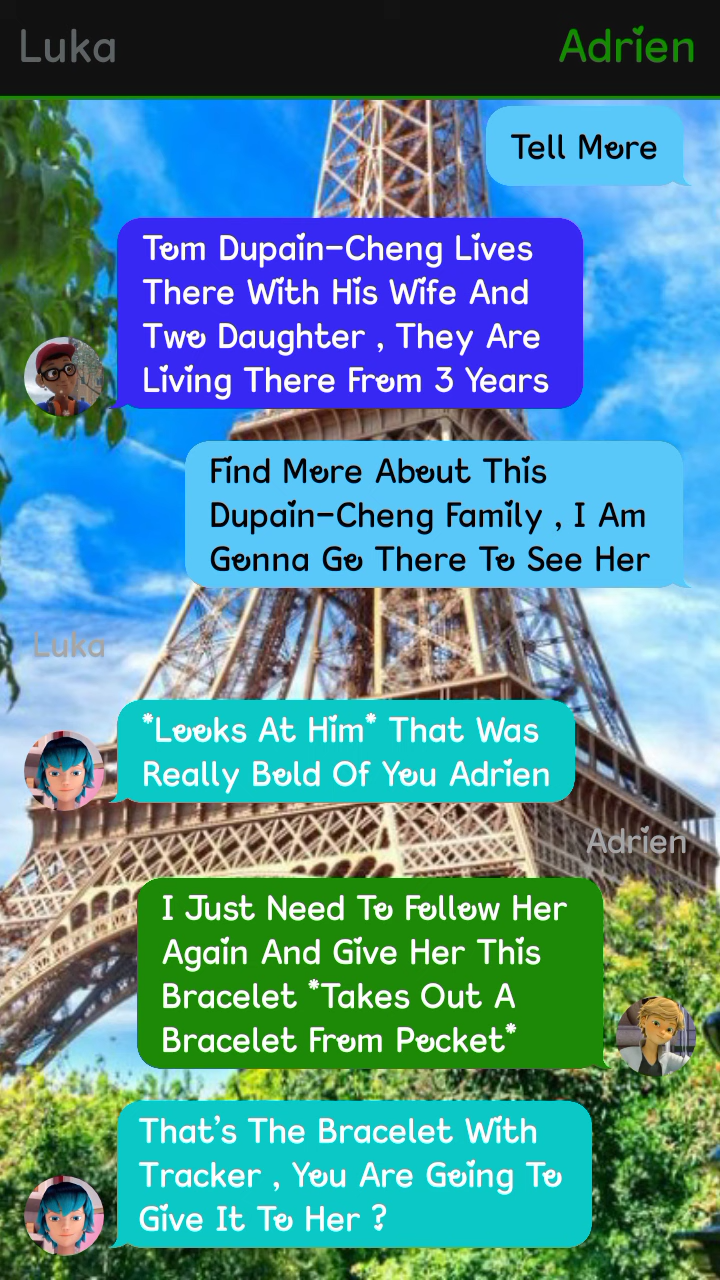 Luka
Adrien
Tell More
Tom Dupain-Cheng Lives
There With His Wife And
Two Daughter , They Are
Living There From 3 Years
Find More About This
Dupain-Cheng Family , I Am
Gonna Go There To See Her
Luka
*Looks At Him* That Was
Really Bold Of You Adrien
Adrien
I Just Need To Follow Her
Again And Give Her This
Bracelet *Takes Out A
Bracelet From Pocket*
That's The Bracelet With
Tracker , You Are Going To
Give It To Her ?